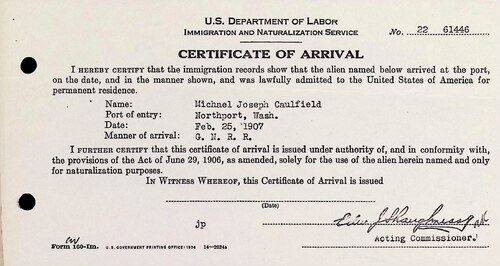 U.S. DEPARTMENT OF LABOR
IMMIGRATION AND NATURALIZATION SERVICE
No. 22 61446
CERTIFICATE OF ARRIVAL
I HEREBY CERTIFY that the immigration records show that the alien named below arrived at the port,
on the date, and in the manner shown, and was lawfully admitted to the United States of America for
permanent residence.
Name: Michael Joseph Caulfield
Port of entry: Northport, Wash.
Date: Feb. 25, 1907
Manner of arrival: G. N. R. R.
I FURTHER CERTIFY that this certificate of arrival is issued under authority of, and in conformity with,
the provisions of the Act of June 29, 1906, as amended, solely for the use of the alien herein named and only
for naturalization purposes.
IN WITNESS WHEREOF, this Certificate of Arrival is issued
(Date)
jp
Acting Commissioner.
Form 160-Im. U. S. GOVERNMENT PRINTING OFFICE: 1934